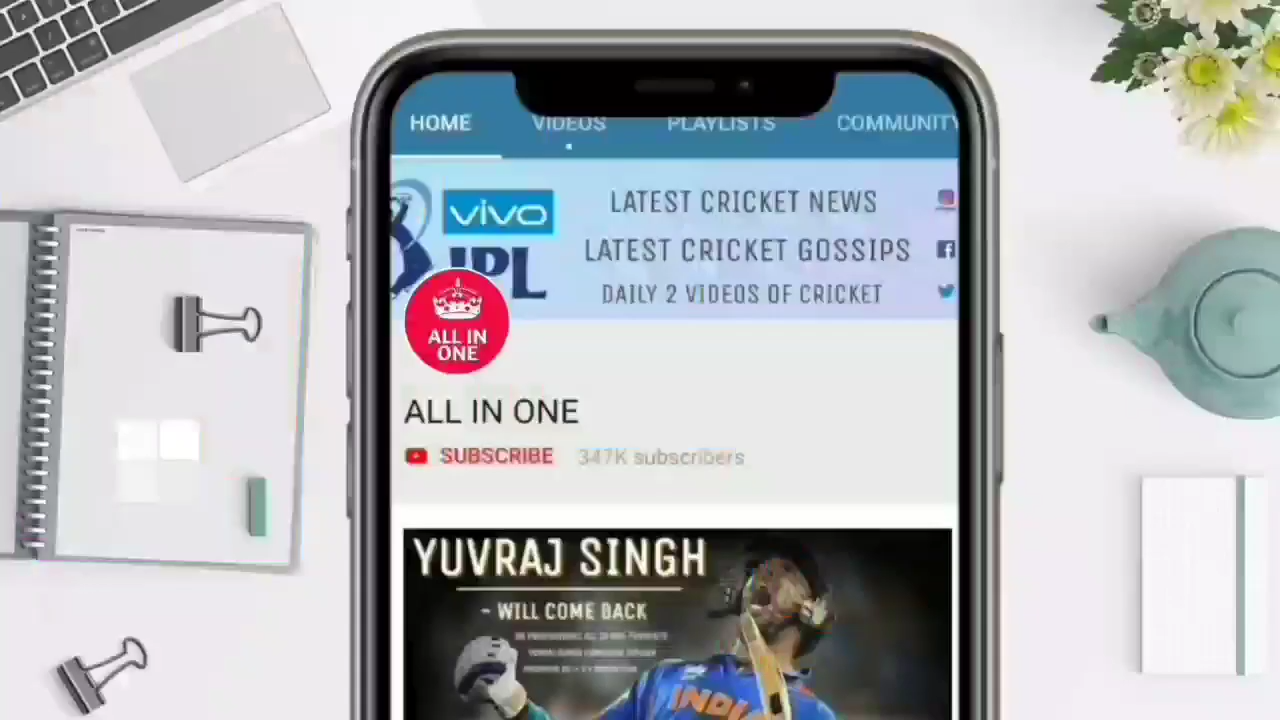 HOME VIDEOS PLAYLISTS COMMUNITY
vivo
IPL
LATEST CRICKET NEWS
LATEST CRICKET GOSSIPS
DAILY 2 VIDEOS OF CRICKET
ALL IN
ONE
ALL IN ONE
SUBSCRIBE 347K subscribers
YUVRAJ SINGH
- WILL COME BACK
INDIA